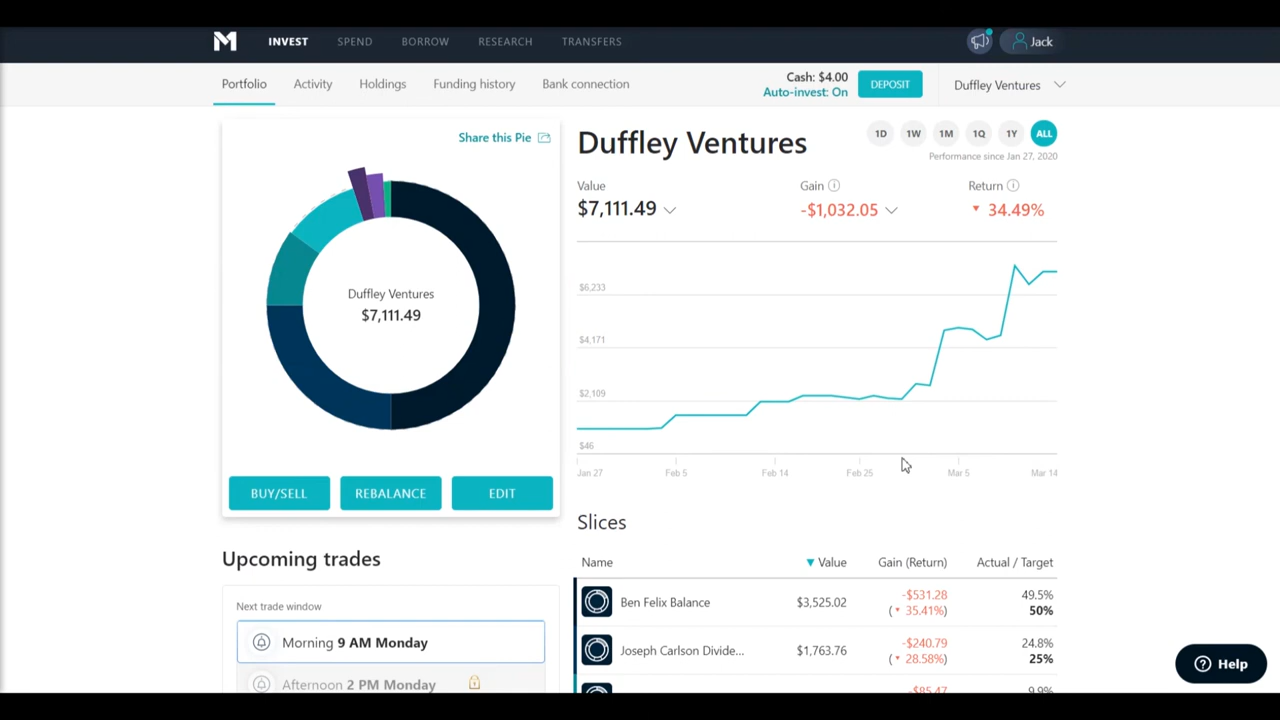 INVEST SPEND BORROW RESEARCH TRANSFERS Jack
Portfolio Activity Holdings Funding history Bank connection
Cash: $4.00
Auto-invest: On
DEPOSIT
Duffley Ventures
Share this Pie
Duffley Ventures
$7,111.49
BUY/SELL REBALANCE EDIT
Duffley Ventures
1D 1W 1M 1Q 1Y ALL
Performance since Jan 27, 2020
Value Gain Return
$7,111.49 -$1,032.05 34.49%
$6,233
$4,171
$2,109
$46
Jan 27 Feb 5 Feb 14 Feb 25 Mar 5 Mar 14
Upcoming trades
Next trade window
Morning 9 AM Monday
Afternoon 2 PM Monday
Slices
Name Value Gain (Return) Actual / Target
Ben Felix Balance $3,525.02 -$531.28 49.5%
(35.41%) 50%
Joseph Carlson Divide... $1,763.76 -$240.79 24.8%
(28.58%) 25%
-$85.47 9.9%
Help